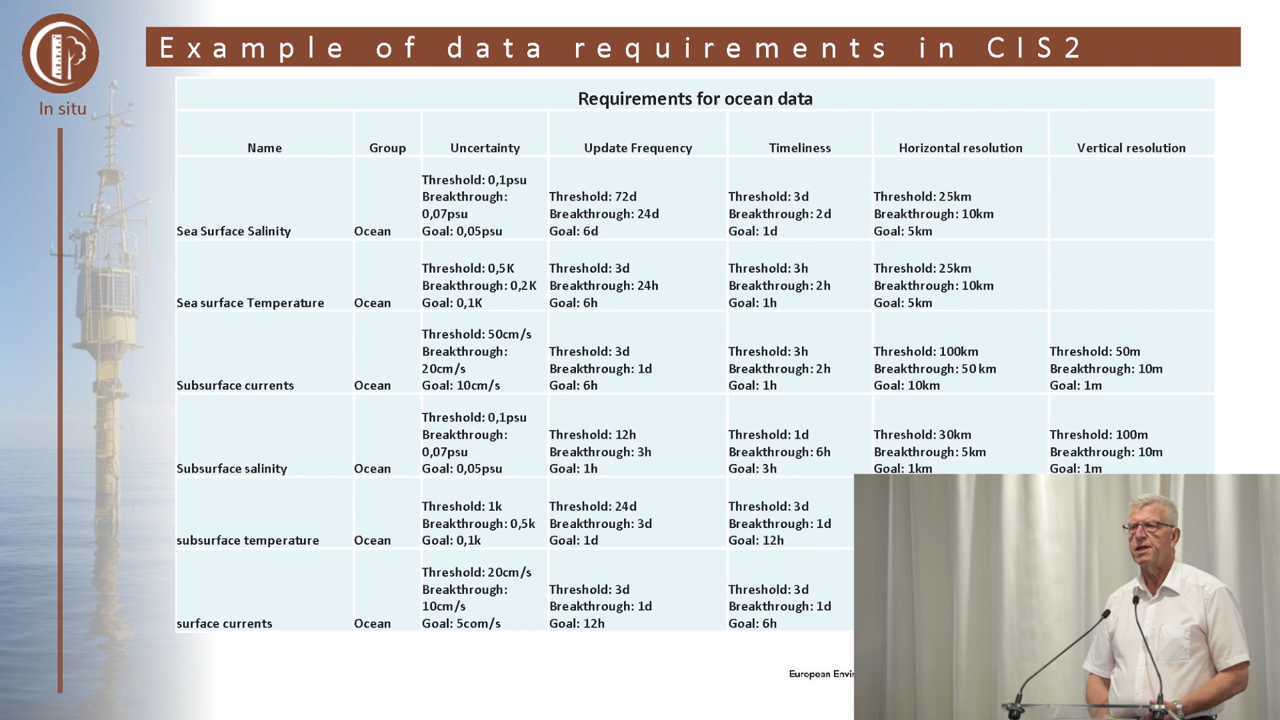 Example of data requirements in CIS2
In situ
Requirements for ocean data
Name Group Uncertainty Update Frequency Timeliness Horizontal resolution Vertical resolution
Threshold: 0,1psu
Breakthrough:
0,07psu
Goal: 0,05psu
Threshold: 72d
Breakthrough: 24d
Goal: 6d
Threshold: 3d
Breakthrough: 2d
Goal: 1d
Threshold: 25km
Breakthrough: 10km
Goal: 5km
Sea Surface Salinity Ocean
Threshold: 0,5K
Breakthrough: 0,2K
Goal: 0,1K
Threshold: 3d
Breakthrough: 24h
Goal: 6h
Threshold: 3h
Breakthrough: 2h
Goal: 1h
Threshold: 25km
Breakthrough: 10km
Goal: 5km
Sea surface Temperature Ocean
Threshold: 50cm/s
Breakthrough:
20cm/s
Goal: 10cm/s
Threshold: 3d
Breakthrough: 1d
Goal: 6h
Threshold: 3h
Breakthrough: 2h
Goal: 1h
Threshold: 100km
Breakthrough: 50 km
Goal: 10km
Threshold: 50m
Breakthrough: 10m
Goal: 1m
Subsurface currents Ocean
Threshold: 0,1psu
Breakthrough:
0,07psu
Goal: 0,05psu
Threshold: 12h
Breakthrough: 3h
Goal: 1h
Threshold: 1d
Breakthrough: 6h
Goal: 3h
Threshold: 30km
Breakthrough: 5km
Goal: 1km
Threshold: 100m
Breakthrough: 10m
Goal: 1m
Subsurface salinity Ocean
Threshold: 1k
Breakthrough: 0,5k
Goal: 0,1k
Threshold: 24d
Breakthrough: 3d
Goal: 1d
Threshold: 3d
Breakthrough: 1d
Goal: 12h
subsurface temperature Ocean
Threshold: 20cm/s
Breakthrough:
10cm/s
Goal: 5com/s
Threshold: 3d
Breakthrough: 1d
Goal: 12h
Threshold: 3d
Breakthrough: 1d
Goal: 6h
surface currents Ocean
European Envi